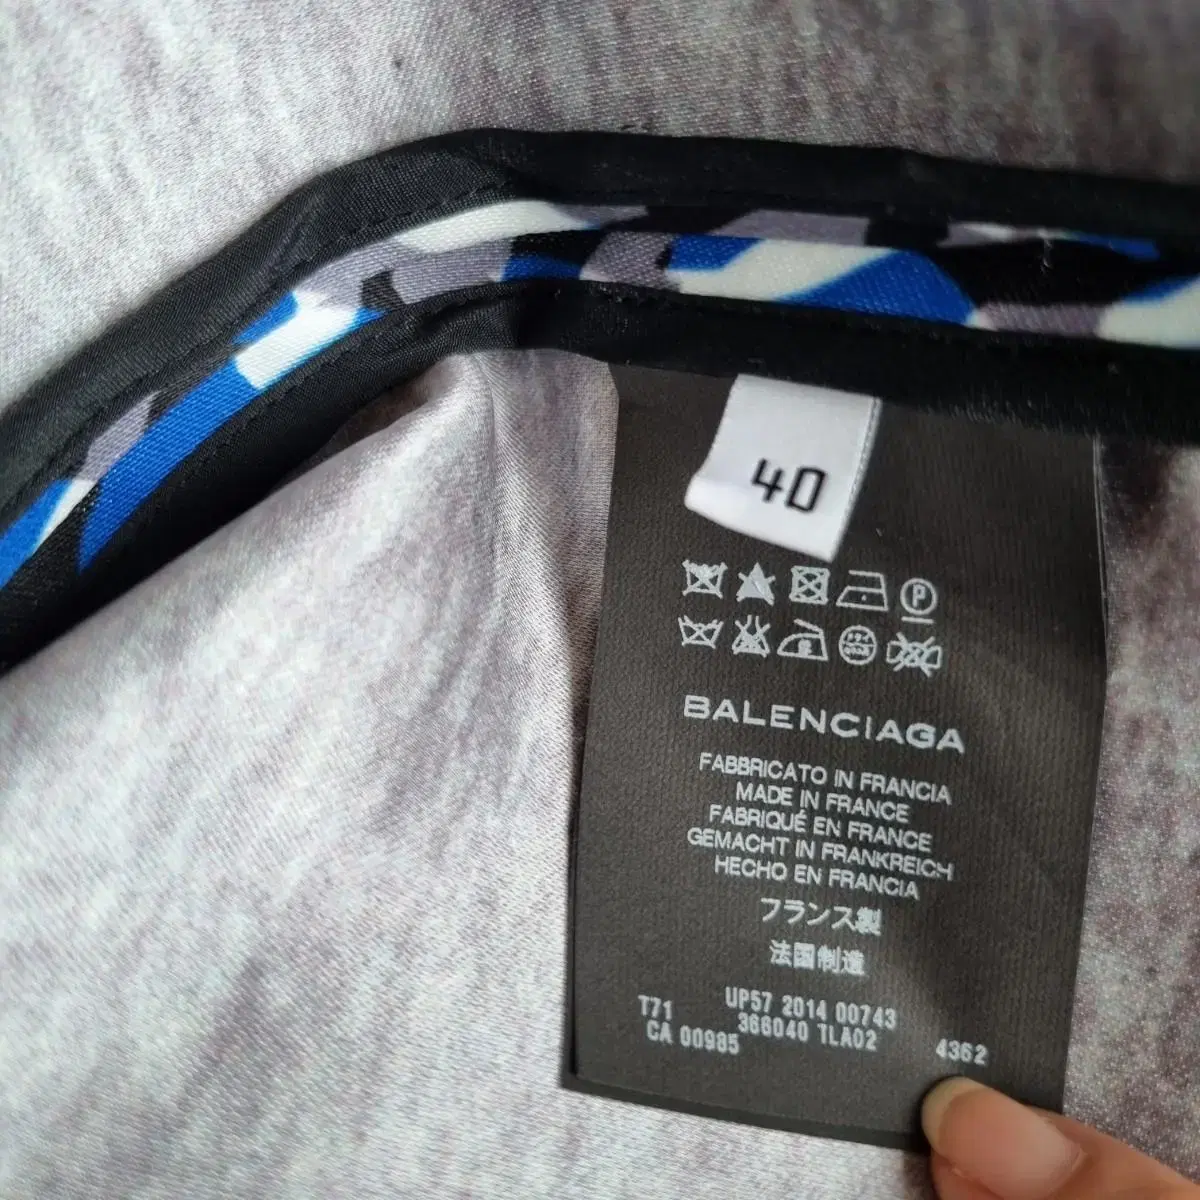 40
P
BALENCIAGA
FABBRICATO IN FRANCIA
MADE IN FRANCE
FABRIQUÉ EN FRANCE
GEMACHT IN FRANKREICH
HECHO EN FRANCIA
フランス製
法国制造
T71 UP57 2014 00743
CA 00985 366040 TLA02 4362